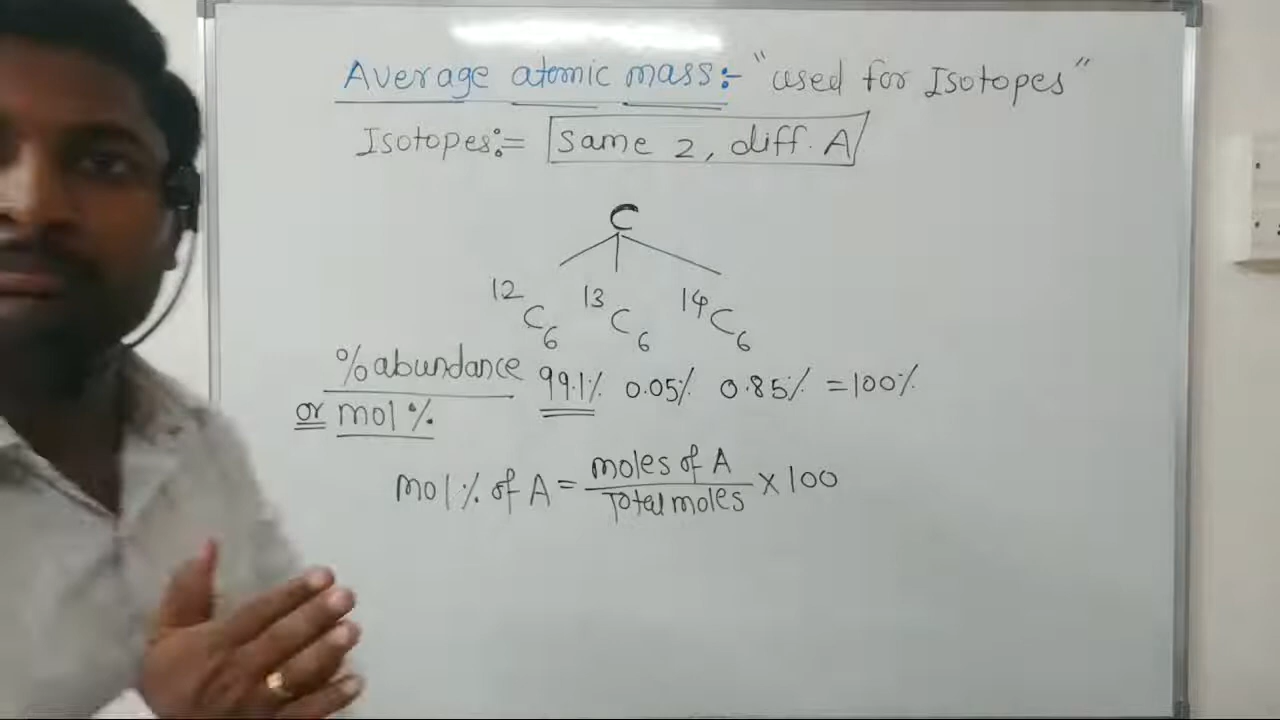 Average atomic mass:- "used for Isotopes"
Isotopes:= same Z, diff. A
C
12C6 13C6 14C6
% abundance 99.1% 0.05% 0.85% =100%
or mol %
mol% of A = moles of A / Total moles × 100